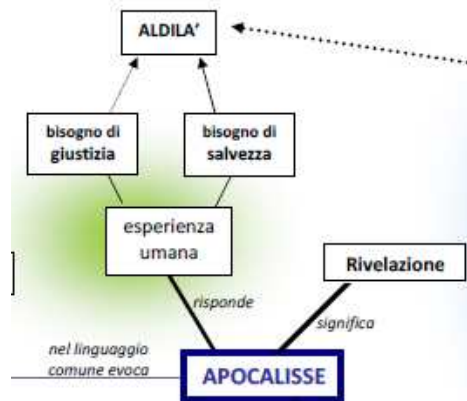 ALDILA'
bisogno di
giustizia
bisogno di
salvezza
esperienza
umana
Rivelazione
risponde
significa
nel linguaggio
comune evoca
APOCALISSE